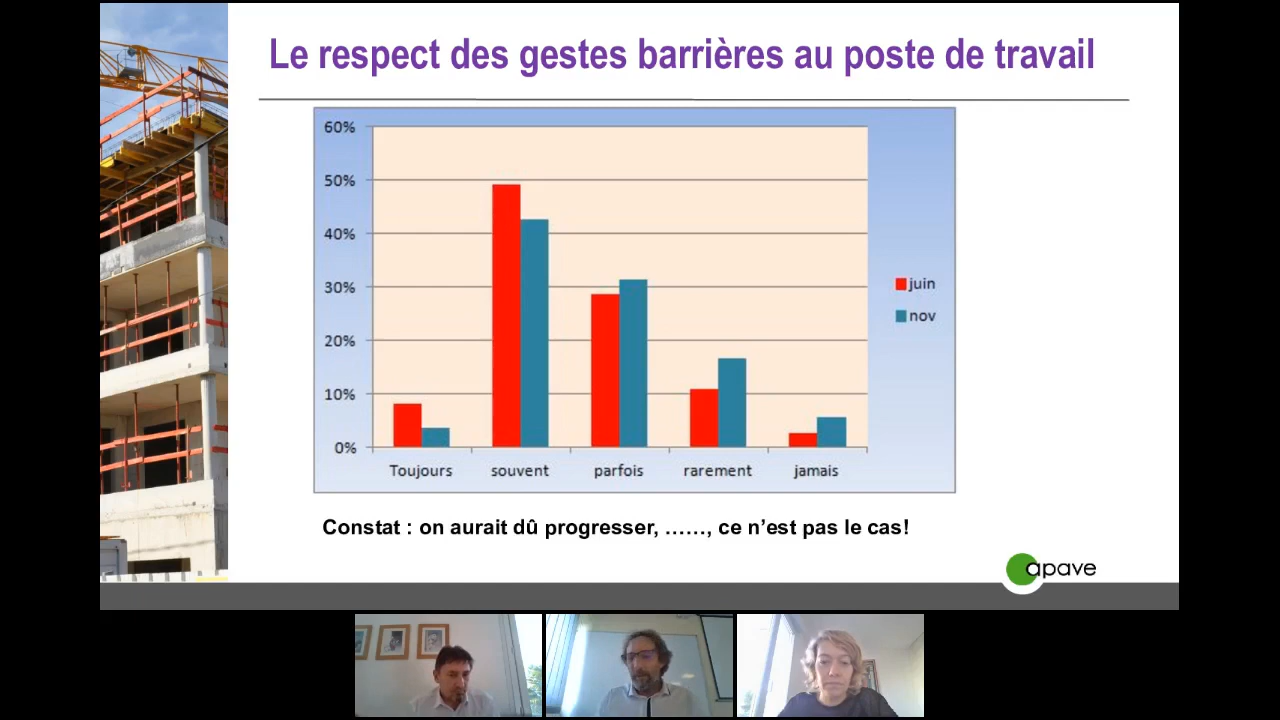 Le respect des gestes barrières au poste de travail
60%
50%
40%
30%
20%
10%
0%
juin
nov
Toujours souvent parfois rarement jamais
Constat : on aurait dû progresser, ……, ce n’est pas le cas!
apave